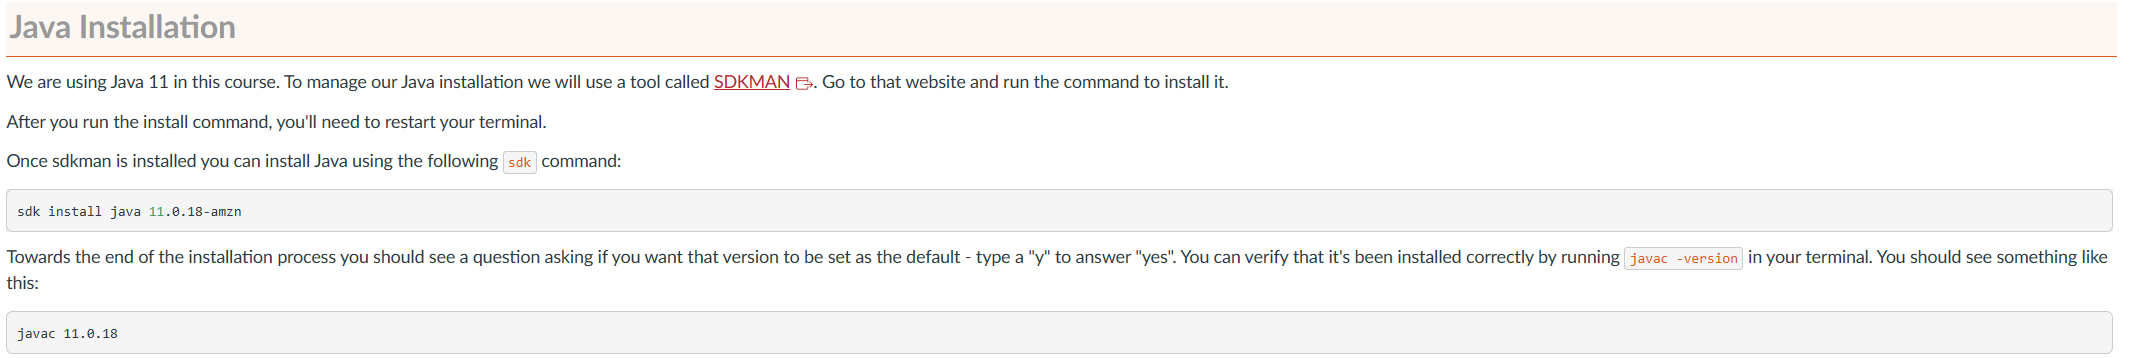 Java Installation
We are using Java 11 in this course. To manage our Java installation we will use a tool called SDKMAN. Go to that website and run the command to install it.
After you run the install command, you'll need to restart your terminal.
Once sdkman is installed you can install Java using the following sdk command:
sdk install java 11.0.18-amzn
Towards the end of the installation process you should see a question asking if you want that version to be set as the default - type a "y" to answer "yes". You can verify that it's been installed correctly by running javac -version in your terminal. You should see something like
this:
javac 11.0.18